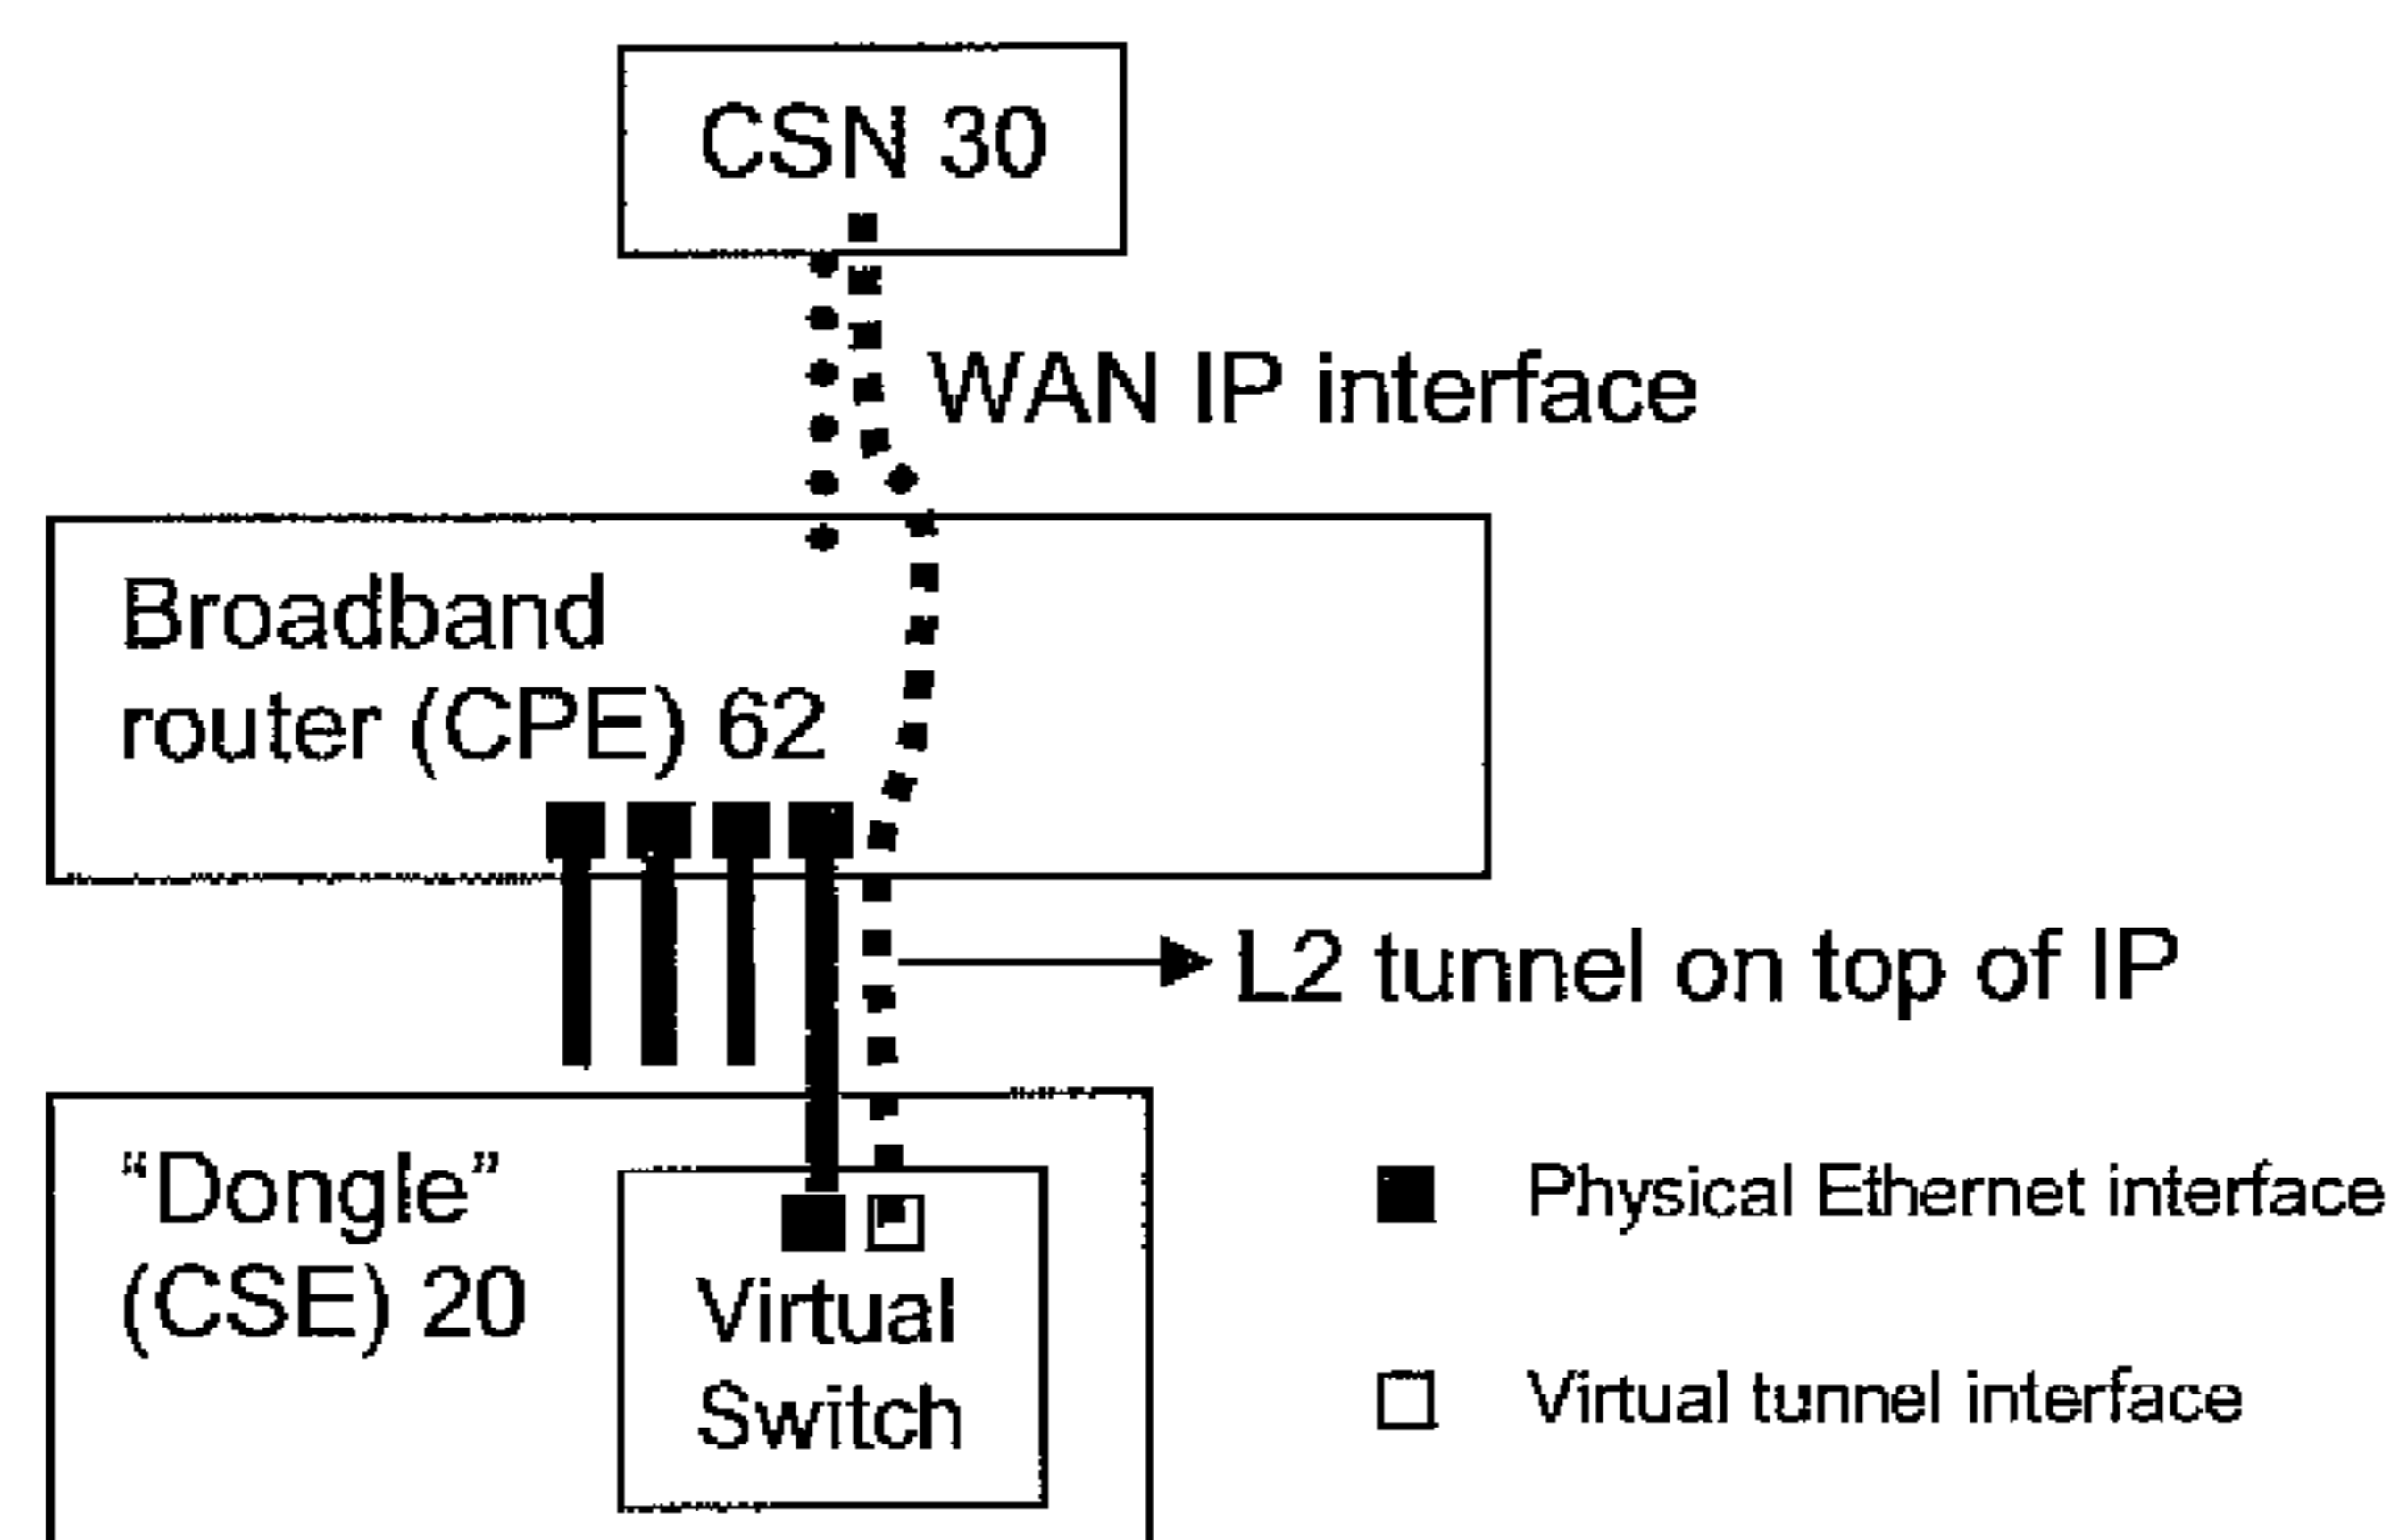 CSN 30
WAN IP interface
Broadband
router (CPE) 62
L2 tunnel on top of IP
“Dongle”
(CSE) 20
Virtual
Switch
Physical Ethernet interface
Virtual tunnel interface